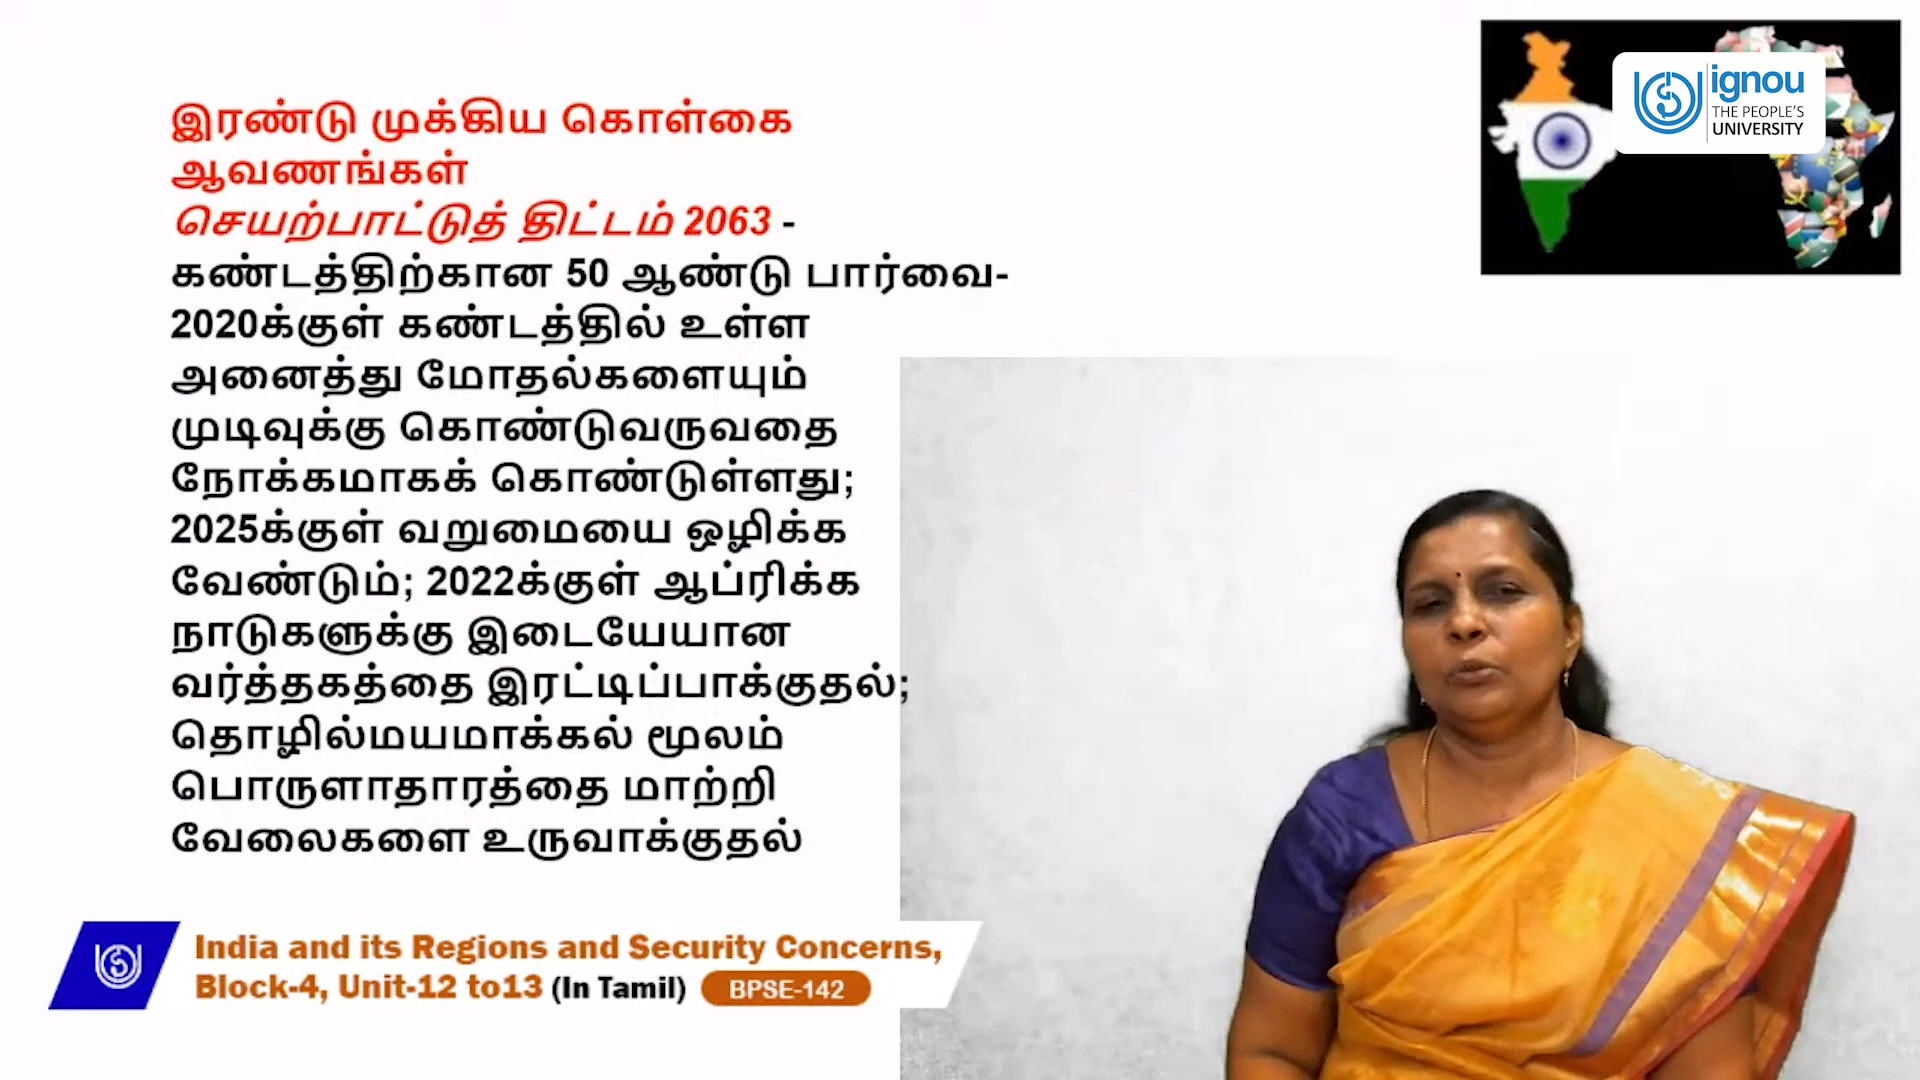 இரண்டு முக்கிய கொள்கை
ஆவணங்கள்
செயற்பாட்டுத் திட்டம் 2063 -
கண்டத்திற்கான 50 ஆண்டு பார்வை-
2020க்குள் கண்டத்தில் உள்ள
அனைத்து மோதல்களையும்
முடிவுக்கு கொண்டுவருவதை
நோக்கமாகக் கொண்டுள்ளது;
2025க்குள் வறுமையை ஒழிக்க
வேண்டும்; 2022க்குள் ஆப்ரிக்க
நாடுகளுக்கு இடையேயான
வர்த்தகத்தை இரட்டிப்பாக்குதல்;
தொழில்மயமாக்கல் மூலம்
பொருளாதாரத்தை மாற்றி
வேலைகளை உருவாக்குதல்
ignou
THE PEOPLE'S
UNIVERSITY
India and its Regions and Security Concerns,
Block-4, Unit-12 to13 (In Tamil) BPSE-142